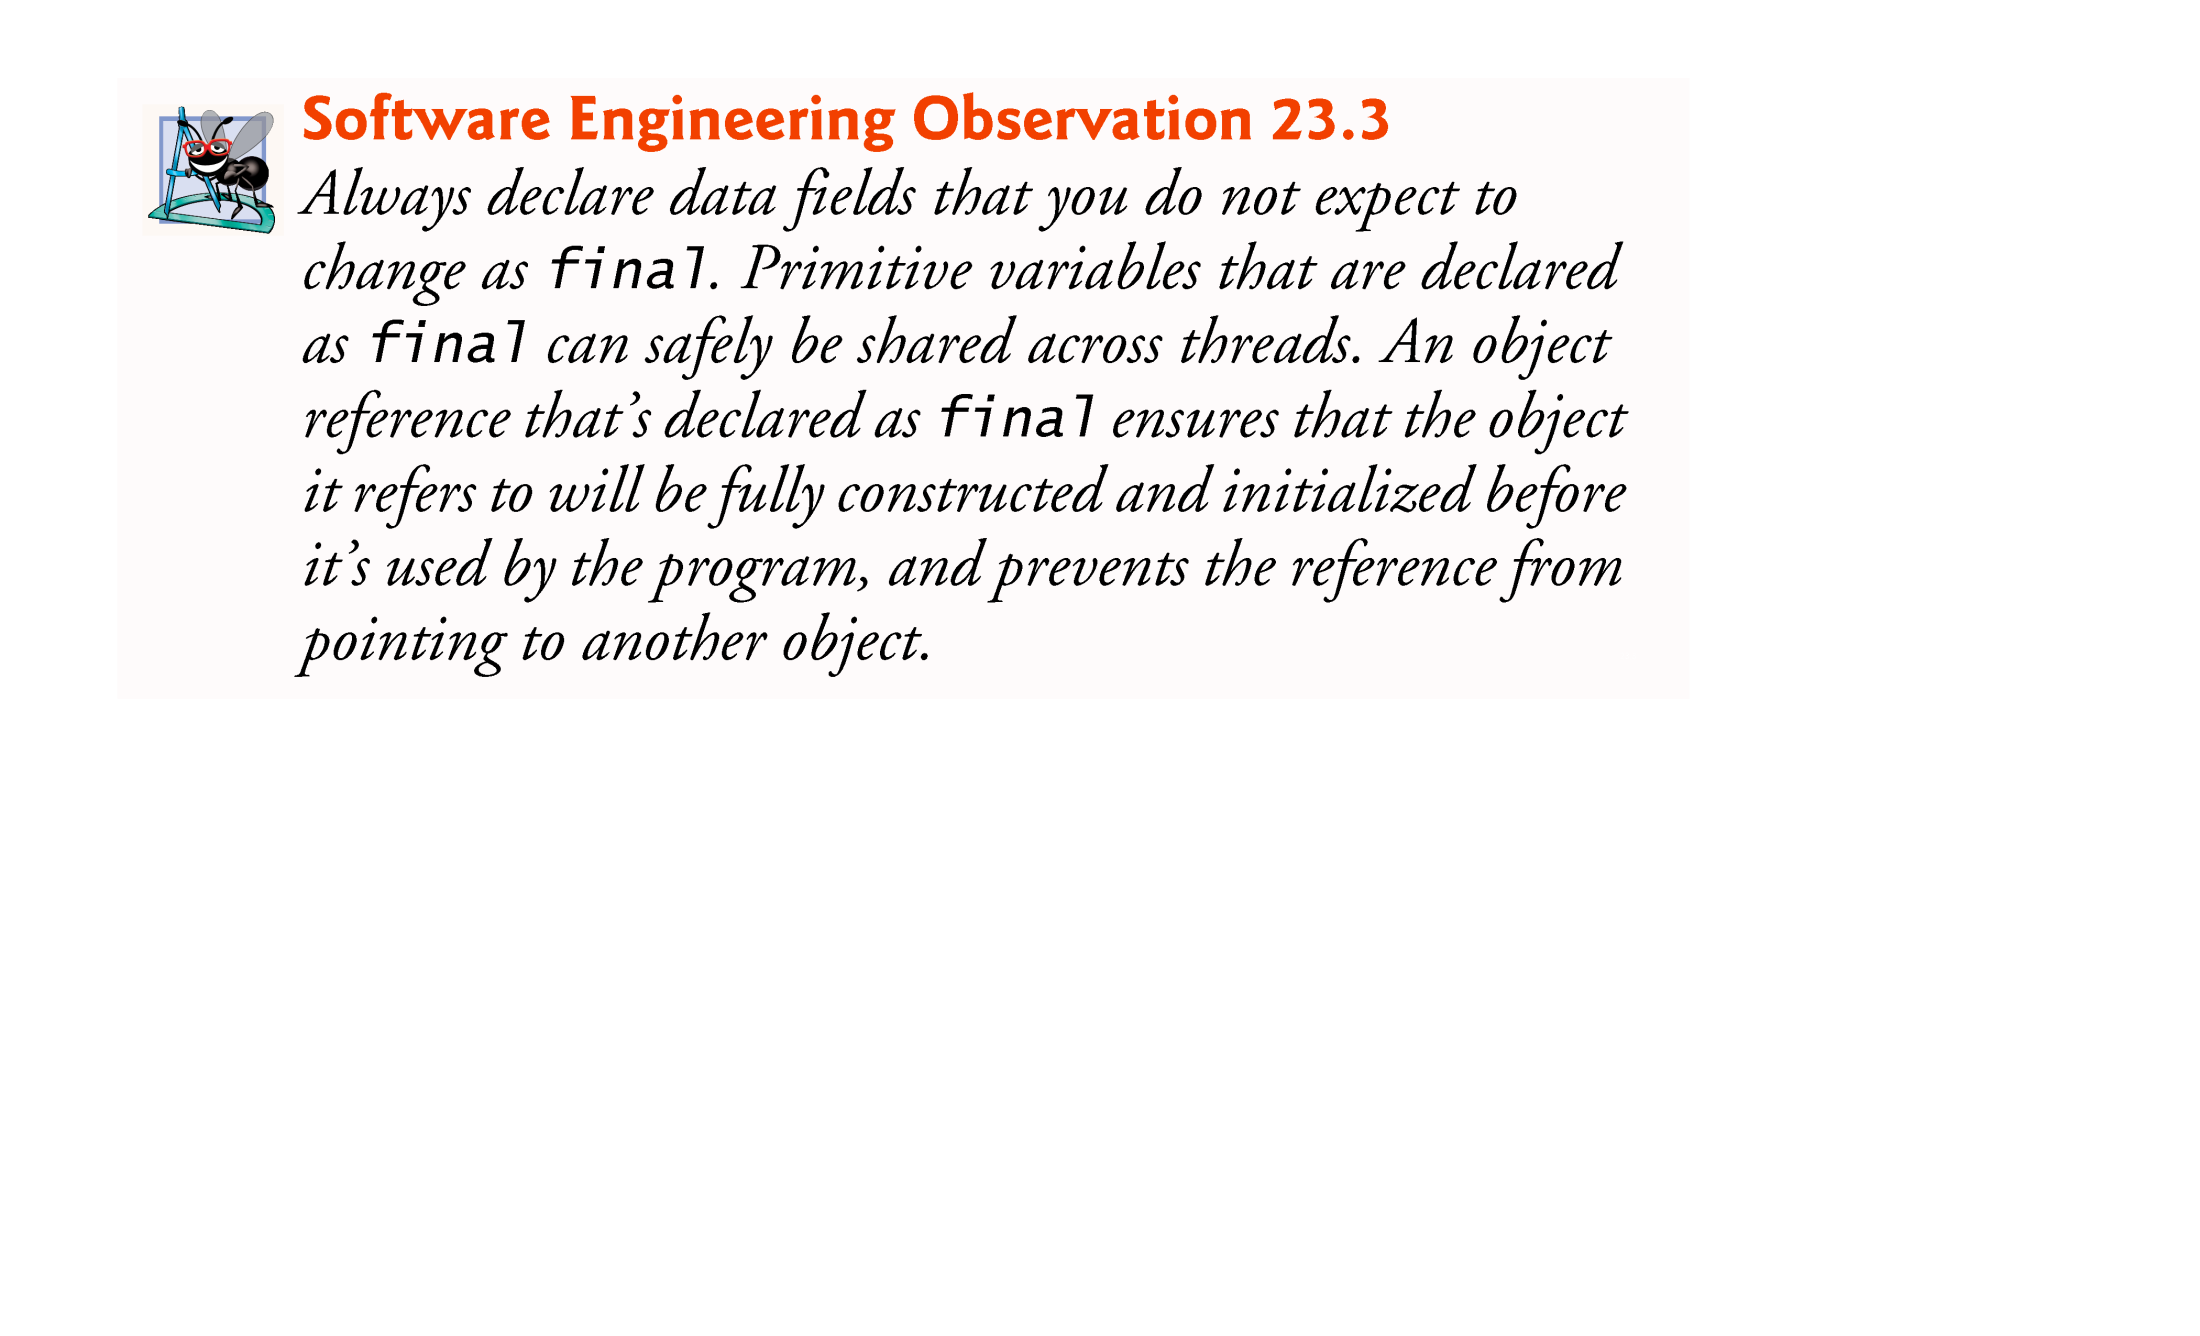 Software Engineering Observation 23.3
Always declare data fields that you do not expect to
change as final. Primitive variables that are declared
as final can safely be shared across threads. An object
reference that’s declared as final ensures that the object
it refers to will be fully constructed and initialized before
it’s used by the program, and prevents the reference from
pointing to another object.